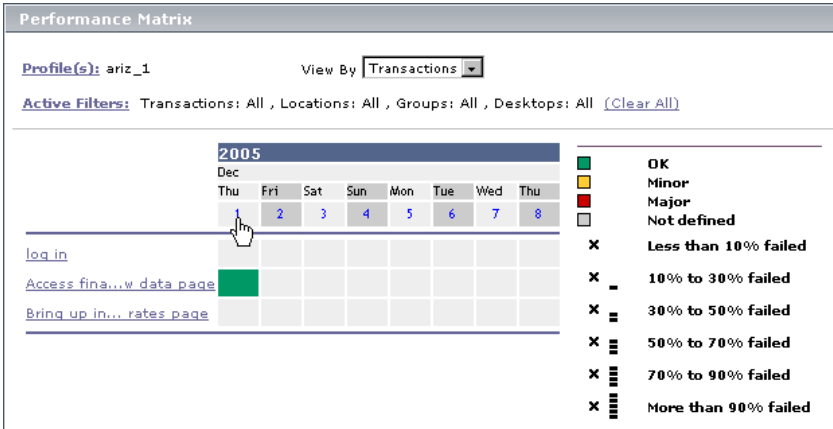 Performance Matrix
Profile(s): ariz_1 View By Transactions
Active Filters: Transactions: All , Locations: All , Groups: All , Desktops: All (Clear All)
2005
Dec
Thu Fri Sat Sun Mon Tue Wed Thu
1 2 3 4 5 6 7 8
log in
Access fina...w data page
Bring up in... rates page
OK
Minor
Major
Not defined
Less than 10% failed
10% to 30% failed
30% to 50% failed
50% to 70% failed
70% to 90% failed
More than 90% failed